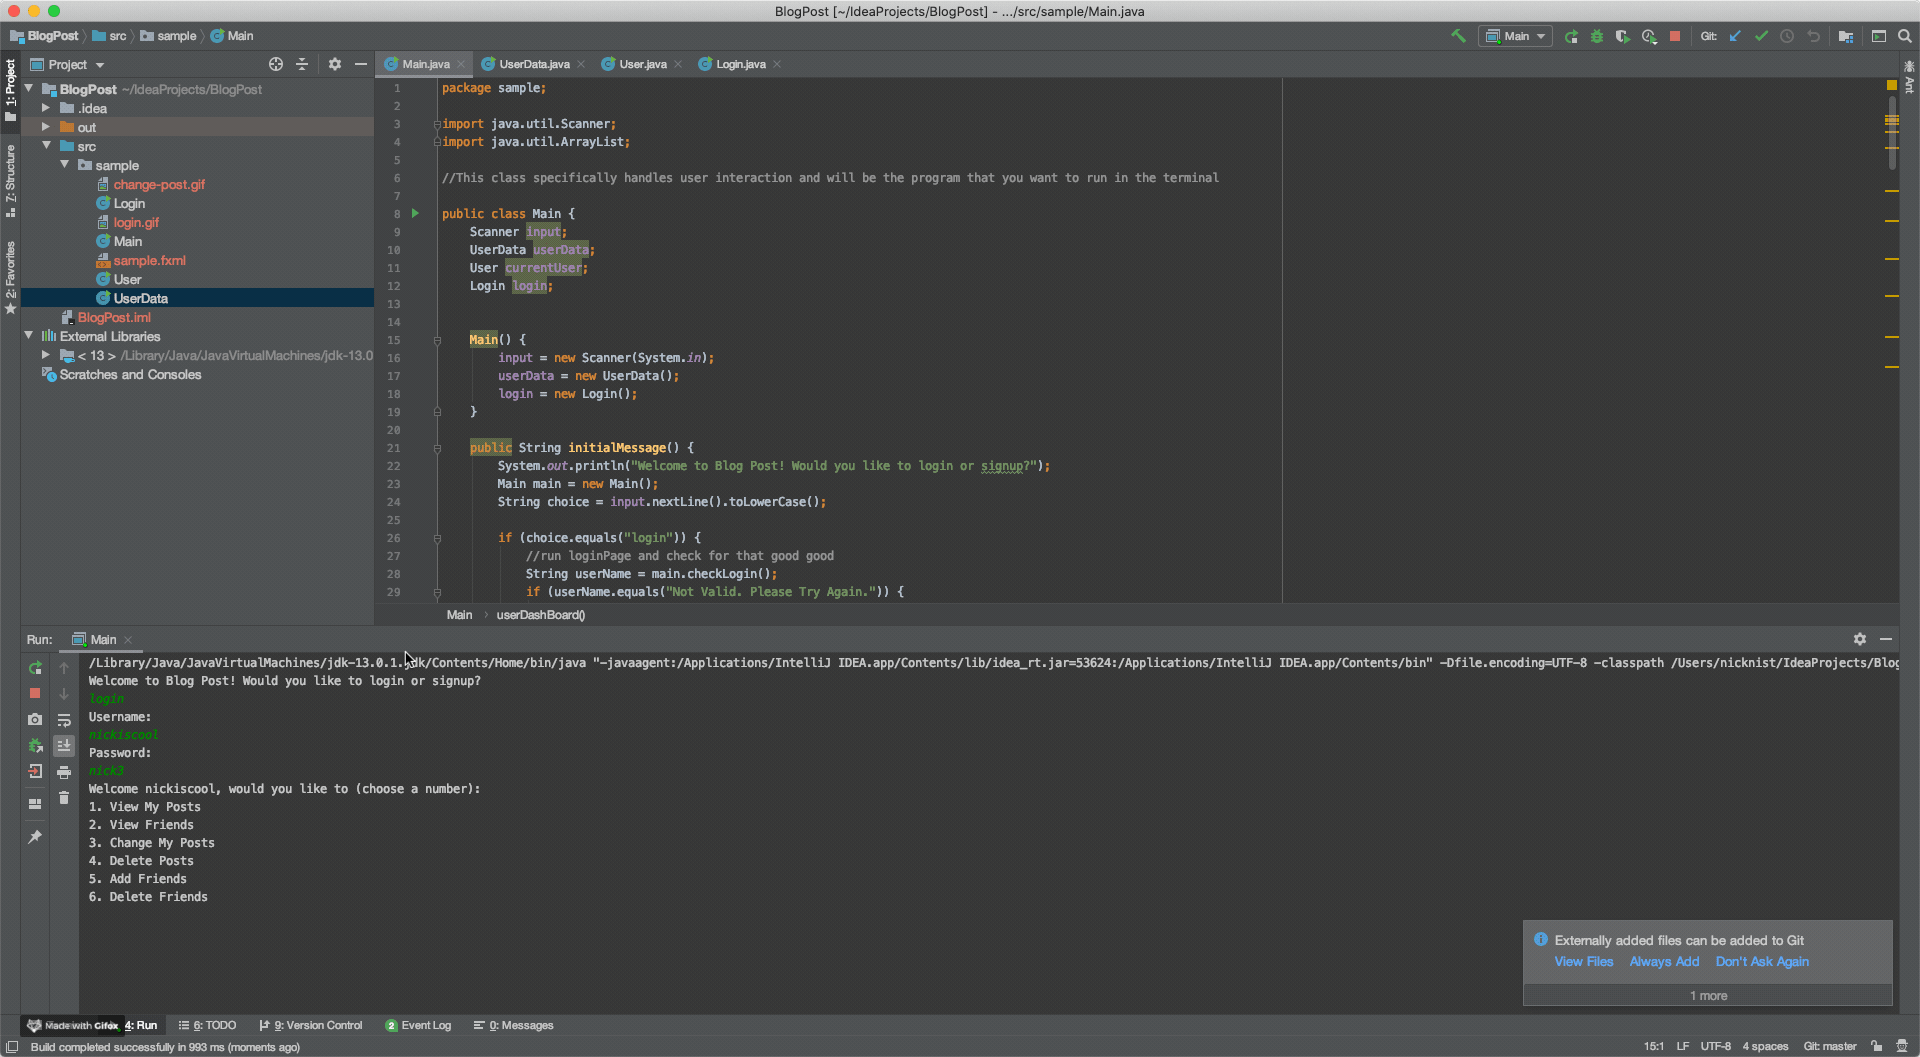 BlogPost [~/IdeaProjects/BlogPost] - .../src/sample/Main.java
BlogPost src sample Main
Main Git:
Project
Main.java UserData.java User.java Login.java
1: Project
Z: Structure
2: Favorites
Ant
BlogPost ~/IdeaProjects/BlogPost
.idea
out
src
sample
change-post.gif
Login
login.gif
Main
sample.fxml
User
UserData
BlogPost.iml
External Libraries
< 13 > /Library/Java/JavaVirtualMachines/jdk-13.0
Scratches and Consoles
1 package sample;
2
3 import java.util.Scanner;
4 import java.util.ArrayList;
5
6 //This class specifically handles user interaction and will be the program that you want to run in the terminal
7
8 public class Main {
9 Scanner input;
10 UserData userData;
11 User currentUser;
12 Login login;
13
14
15 Main() {
16 input = new Scanner(System.in);
17 userData = new UserData();
18 login = new Login();
19 }
20
21 public String initialMessage() {
22 System.out.println("Welcome to Blog Post! Would you like to login or signup?");
23 Main main = new Main();
24 String choice = input.nextLine().toLowerCase();
25
26 if (choice.equals("login")) {
27 //run loginPage and check for that good good
28 String userName = main.checkLogin();
29 if (userName.equals("Not Valid. Please Try Again.")) {
Main userDashBoard()
Run: Main
/Library/Java/JavaVirtualMachines/jdk-13.0.1.jdk/Contents/Home/bin/java "-javaagent:/Applications/IntelliJ IDEA.app/Contents/lib/idea_rt.jar=53624:/Applications/IntelliJ IDEA.app/Contents/bin" -Dfile.encoding=UTF-8 -classpath /Users/nicknist/IdeaProjects/Blog
Welcome to Blog Post! Would you like to login or signup?
login
Username:
nickiscool
Password:
nick3
Welcome nickiscool, would you like to (choose a number):
1. View My Posts
2. View Friends
3. Change My Posts
4. Delete Posts
5. Add Friends
6. Delete Friends
Externally added files can be added to Git
View Files Always Add Don't Ask Again
1 more
Made with Gifox 4: Run 6: TODO 9: Version Control 2 Event Log 0: Messages
Build completed successfully in 993 ms (moments ago) 15:1 LF UTF-8 4 spaces Git: master